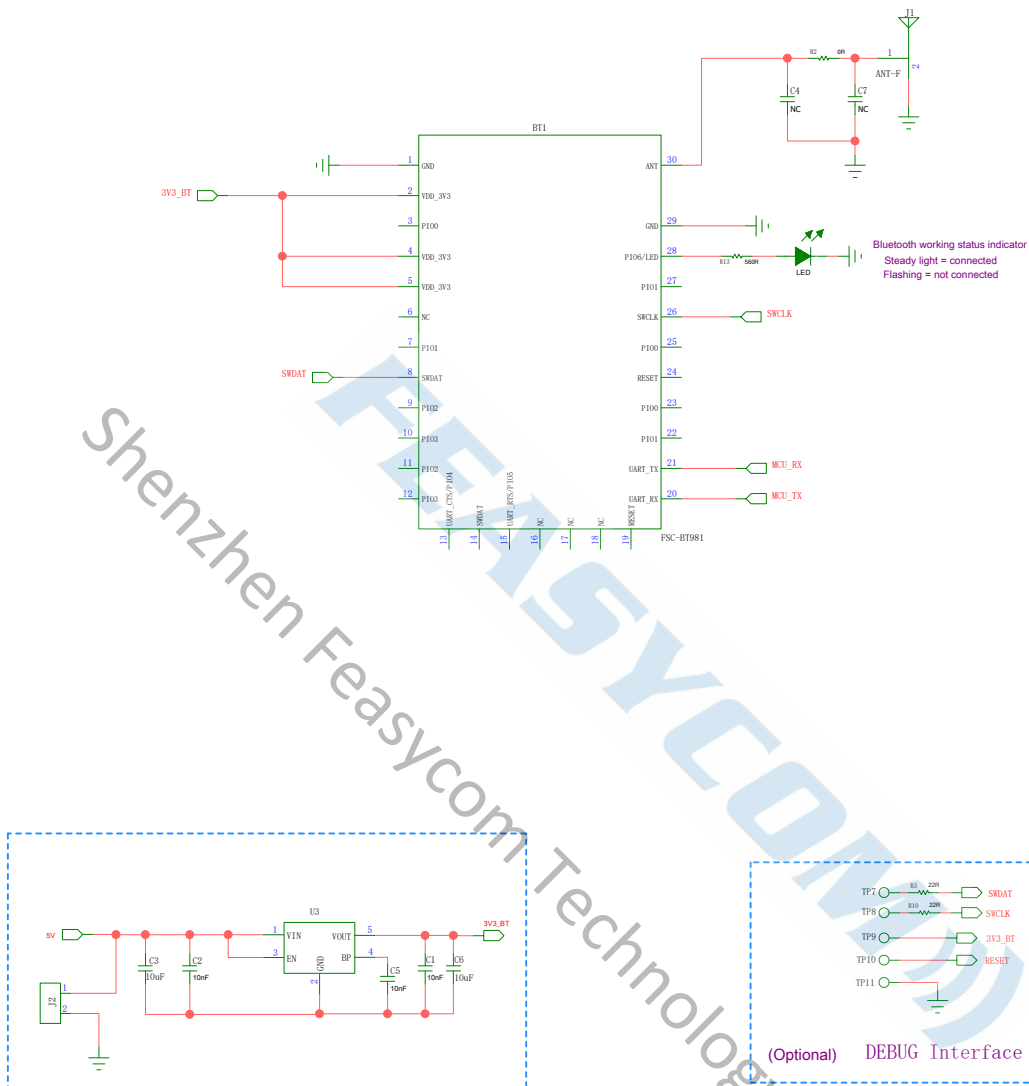 J1
R2 0R
1
2
ANT-F
C4
NC
C7
NC
BT1
1 GND
2 VDD_3V3
3 PIO0
4 VDD_3V3
5 VDD_3V3
6 NC
7 PIO1
8 SWDAT
9 PIO2
10 PIO3
11 PIO2
12 PIO3
3V3_BT
SWDAT
13 UART_CTS/PIO4
14 SWDAT
15 UART_RTS/PIO5
16 NC
17 NC
18 NC
19 RESET
ANT 30
GND 29
PIO6/LED 28
PIO1 27
SWCLK 26
PIO0 25
RESET 24
PIO0 23
PIO1 22
UART_TX 21
UART_RX 20
FSC-BT981
R13 560R
LED
Bluetooth working status indicator
Steady light = connected
Flashing = not connected
SWCLK
MCU_RX
MCU_TX
FEASYCOM
Shenzhen Feasycom Technology
5V
J2
1
2
C3
10uF
C2
10nF
U3
1 VIN
3 EN
GND
2
VOUT 5
BP 4
C5
10nF
C1
10nF
C6
10uF
3V3_BT
TP7 R3 22R SWDAT
TP8 R10 22R SWCLK
TP9 3V3_BT
TP10 RESET
TP11
(Optional) DEBUG Interface